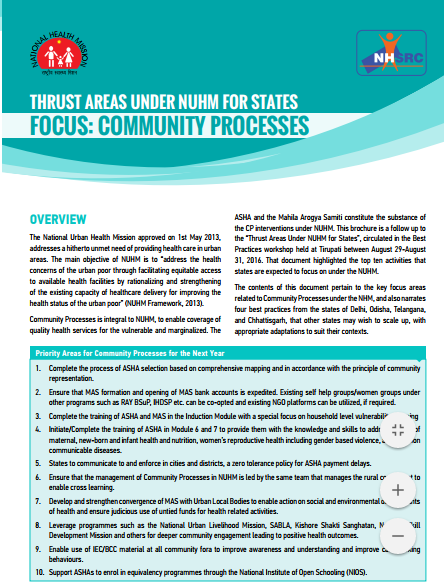 NATIONAL HEALTH MISSION
राष्ट्रीय स्वास्थ्य मिशन
NHSRC
THRUST AREAS UNDER NUHM FOR STATES
FOCUS: COMMUNITY PROCESSES
OVERVIEW
The National Urban Health Mission approved on 1st May 2013,
addresses a hitherto unmet need of providing health care in urban
areas. The main objective of NUHM is to “address the health
concerns of the urban poor through facilitating equitable access
to available health facilities by rationalizing and strengthening
of the existing capacity of healthcare delivery for improving the
health status of the urban poor” (NUHM Framework, 2013).
Community Processes is integral to NUHM, to enable coverage of
quality health services for the vulnerable and marginalized. The
ASHA and the Mahila Arogya Samiti constitute the substance of
the CP interventions under NUHM. This brochure is a follow up to
the “Thrust Areas Under NUHM for States”, circulated in the Best
Practices workshop held at Tirupati between August 29-August
31, 2016. That document highlighted the top ten activities that
states are expected to focus on under the NUHM.
The contents of this document pertain to the key focus areas
related to Community Processes under the NHM, and also narrates
four best practices from the states of Delhi, Odisha, Telangana,
and Chhattisgarh, that other states may wish to scale up, with
appropriate adaptations to suit their contexts.
Priority Areas for Community Processes for the Next Year
1. Complete the process of ASHA selection based on comprehensive mapping and in accordance with the principle of community
representation.
2. Ensure that MAS formation and opening of MAS bank accounts is expedited. Existing self help groups/women groups under
other programs such as RAY BSuP, IHDSP etc. can be co-opted and existing NGO platforms can be utilized, if required.
3. Complete the training of ASHA and MAS in the Induction Module with a special focus on household level
4. Initiate/Complete the training of ASHA in Module 6 and 7 to provide them with the knowledge and skills to
maternal, new-born and infant health and nutrition, women’s reproductive health including gender based violence,
communicable diseases.
5. States to communicate to and enforce in cities and districts, a zero tolerance policy for ASHA payment delays.
6. Ensure that the management of Community Processes in NUHM is led by the same team that manages the rural
enable cross learning.
7. Develop and strengthen convergence of MAS with Urban Local Bodies to enable action on social and environmental
of health and ensure judicious use of untied funds for health related activities.
8. Leverage programmes such as the National Urban Livelihood Mission, SABLA, Kishore Shakti Sanghatan,
Development Mission and others for deeper community engagement leading to positive health outcomes.
9. Enable use of IEC/BCC material at all community fora to improve awareness and understanding and improve
behaviours.
10. Support ASHAs to enrol in equivalency programmes through the National Institute of Open Schooling (NIOS).